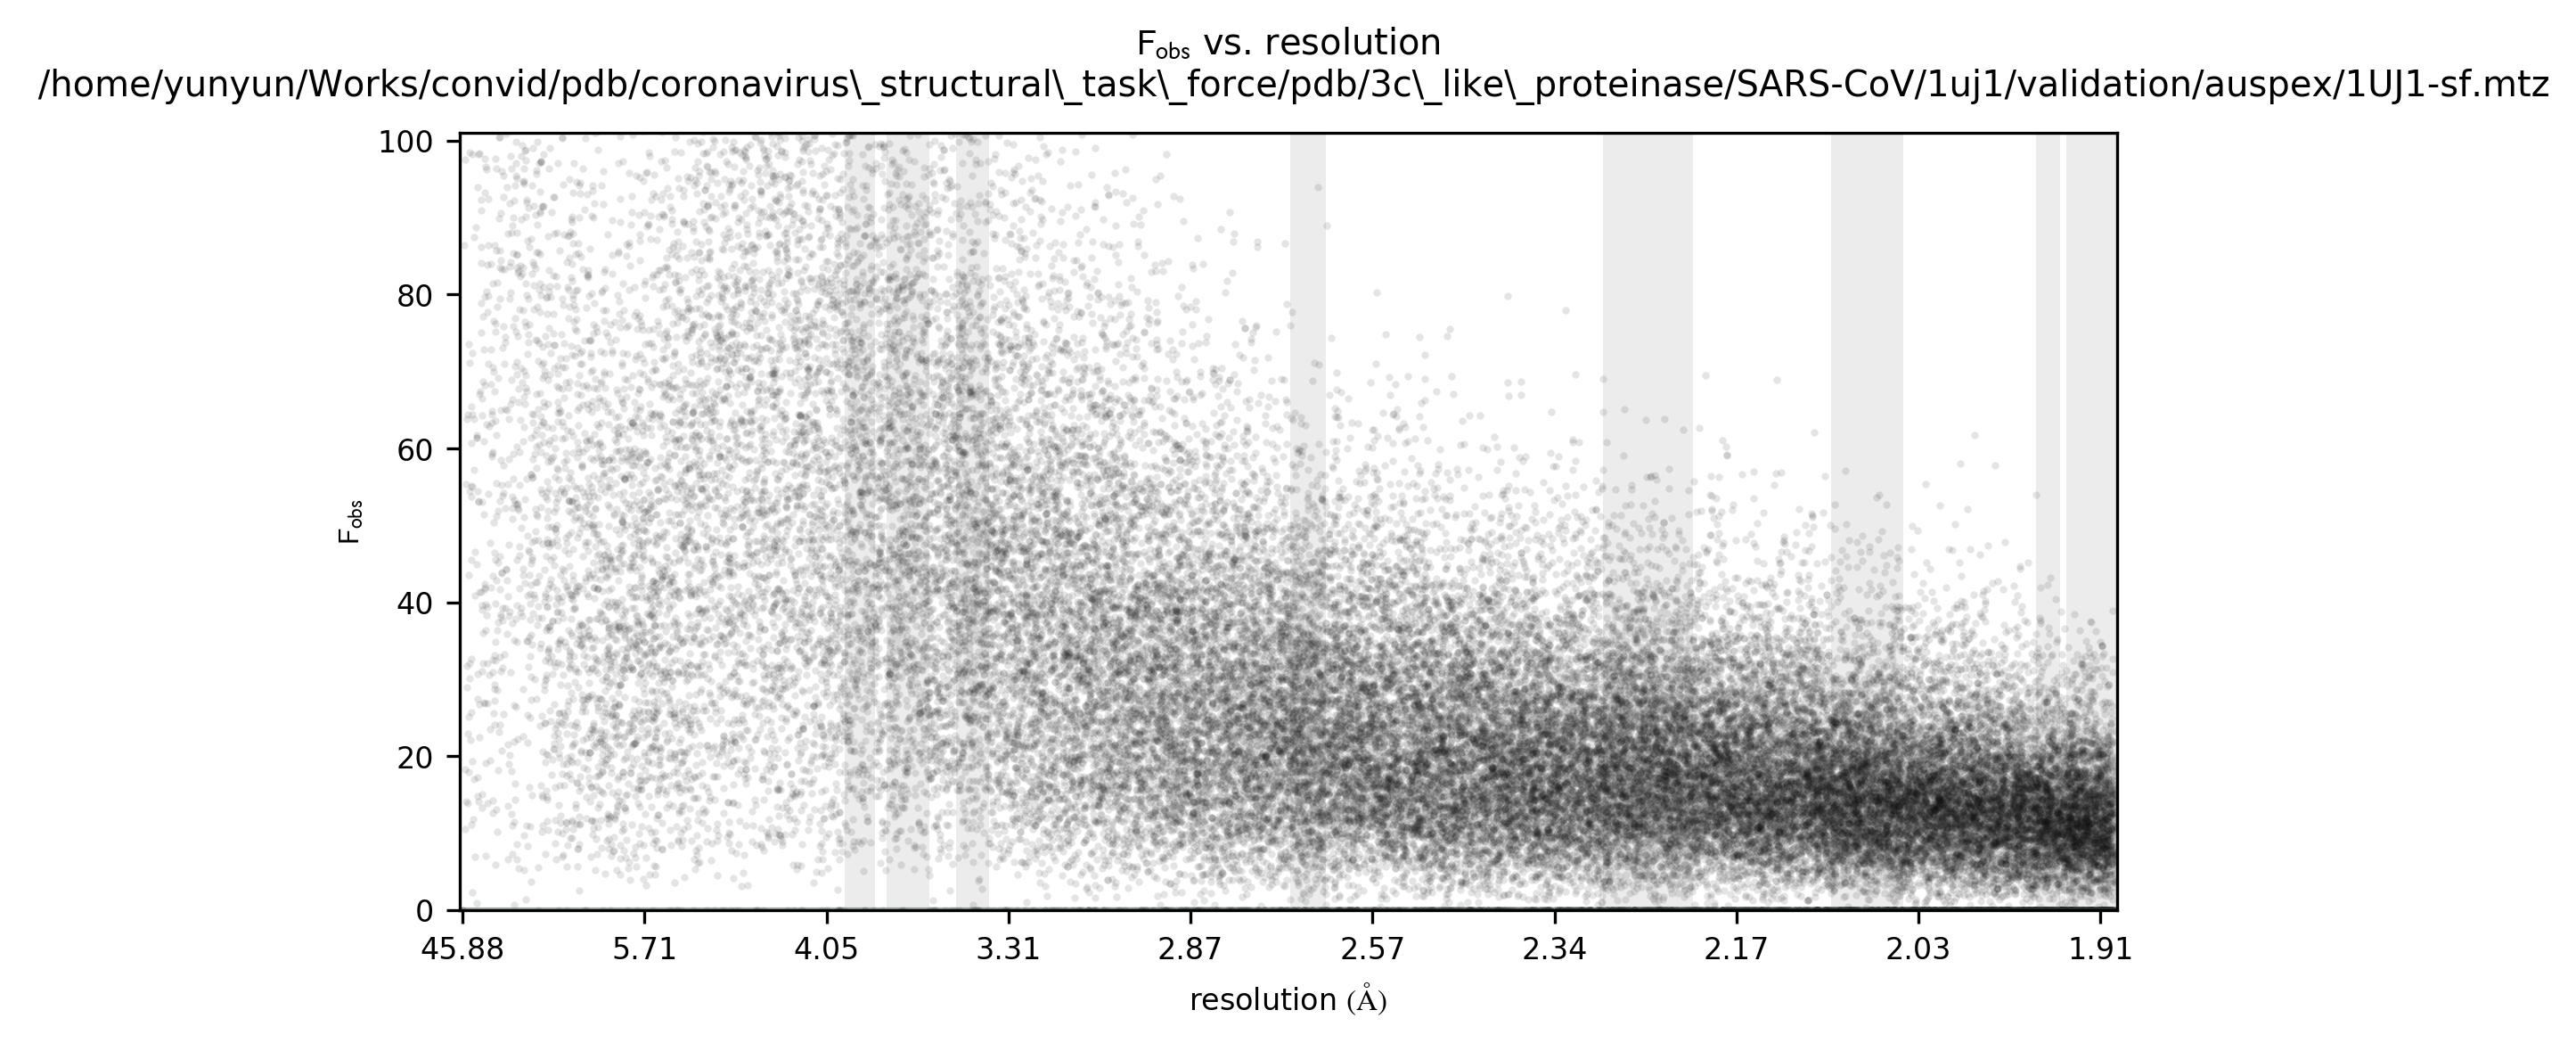 Fobs vs. resolution
/home/yunyun/Works/convid/pdb/coronavirus\_structural\_task\_force/pdb/3c\_like\_proteinase/SARS-CoV/1uj1/validation/auspex/1UJ1-sf.mtz
100
80
60
40
20
0
Fobs
45.88 5.71 4.05 3.31 2.87 2.57 2.34 2.17 2.03 1.91
resolution (Å)